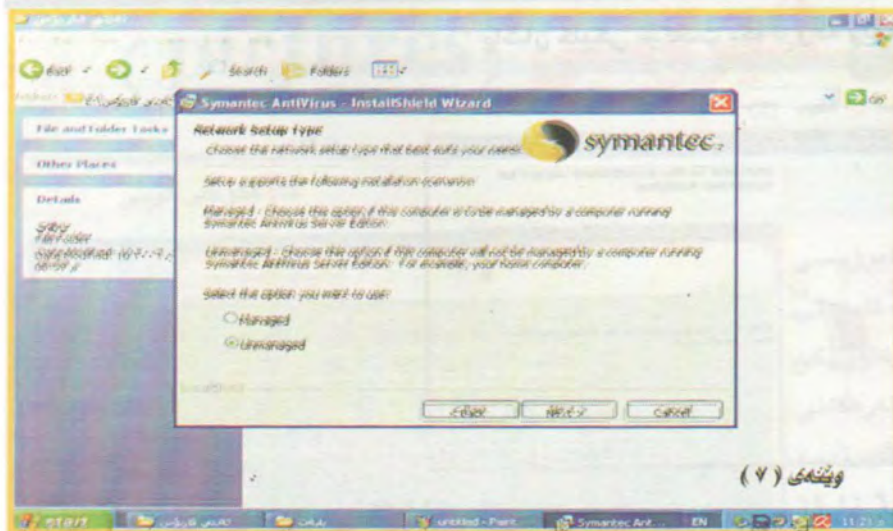 Back Search Folders
Go
Symantec AntiVirus - InstallShield Wizard
File and Folder Tasks
Other Places
Details
File Folder
Network Setup Type
Choose the network setup type that best suits your needs.
symantec.
Setup supports the following installation scenarios:
Managed - Choose this option if this computer is to be managed by a computer running
Symantec AntiVirus Server Edition.
Unmanaged - Choose this option if this computer will not be managed by a computer running
Symantec AntiVirus Server Edition. For example, your home computer.
Select the option you want to use:
Managed
Unmanaged
InstallShield
< Back Next > Cancel
وێنەی ( ٧ )
start untitled - Paint Symantec Ant... EN